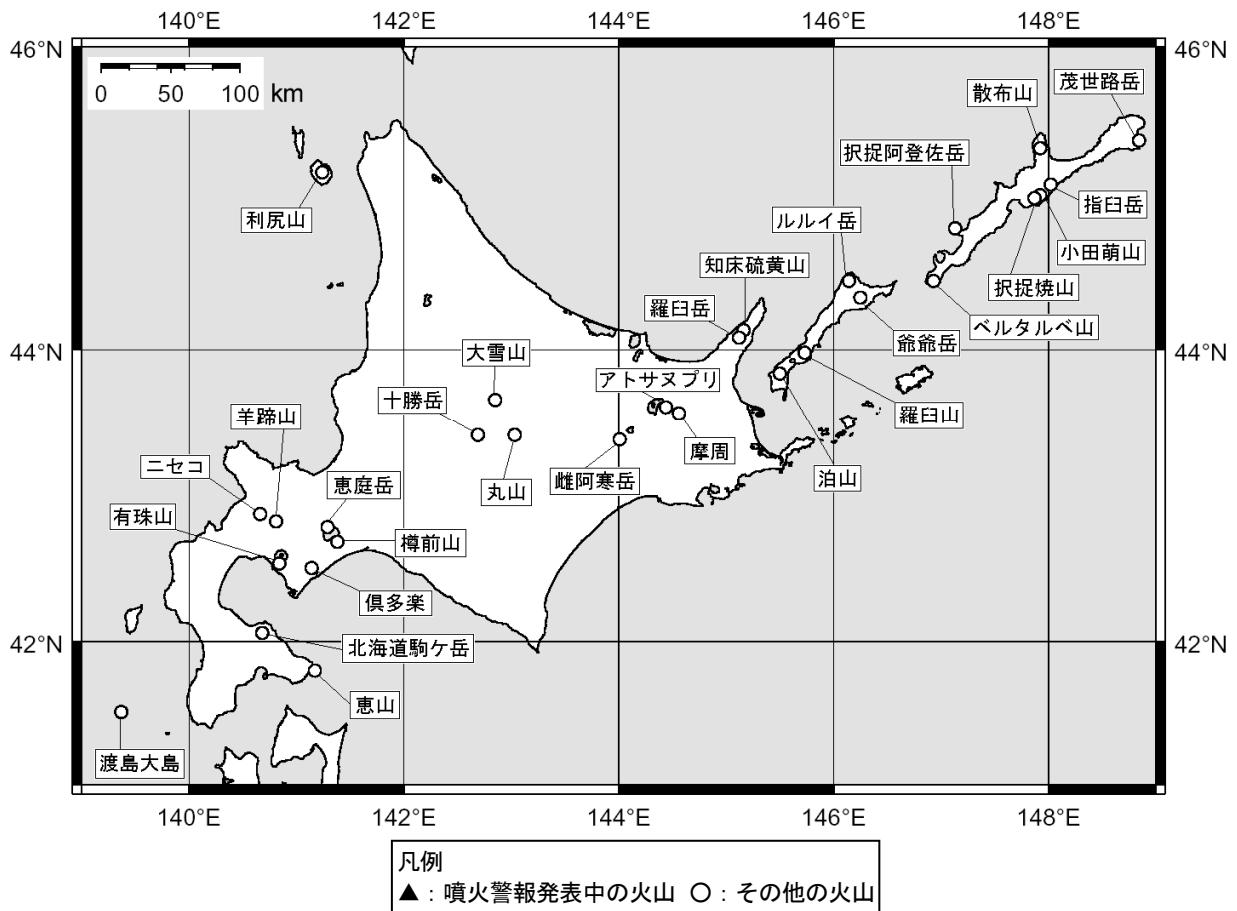 140°E 142°E 144°E 146°E 148°E
46°N 46°N
0 50 100 km
茂世路岳
散布山
択捉阿登佐岳
利尻山
指臼岳
ルルイ岳
小田萌山
知床硫黄山
択捉焼山
羅臼岳
ベルタルベ山
爺爺岳
44°N 44°N
大雪山
アトサヌプリ
十勝岳
羊蹄山
羅臼山
摩周
ニセコ
恵庭岳
丸山
雌阿寒岳
泊山
有珠山
樽前山
倶多楽
42°N 42°N
北海道駒ケ岳
恵山
渡島大島
140°E 142°E 144°E 146°E 148°E
凡例
▲：噴火警報発表中の火山 ○：その他の火山